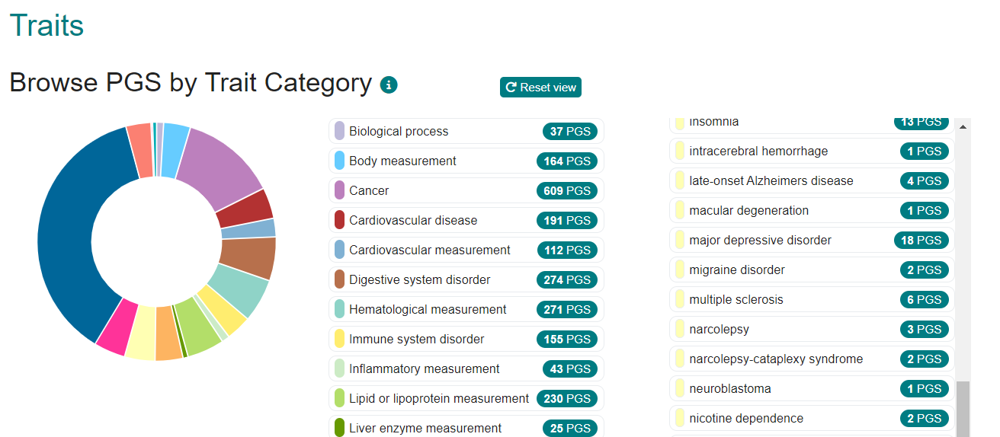 Traits
Browse PGS by Trait Category
Reset view
Biological process 37 PGS
Body measurement 164 PGS
Cancer 609 PGS
Cardiovascular disease 191 PGS
Cardiovascular measurement 112 PGS
Digestive system disorder 274 PGS
Hematological measurement 271 PGS
Immune system disorder 155 PGS
Inflammatory measurement 43 PGS
Lipid or lipoprotein measurement 230 PGS
Liver enzyme measurement 25 PGS
insomnia 13 PGS
intracerebral hemorrhage 1 PGS
late-onset Alzheimers disease 4 PGS
macular degeneration 1 PGS
major depressive disorder 18 PGS
migraine disorder 2 PGS
multiple sclerosis 6 PGS
narcolepsy 3 PGS
narcolepsy-cataplexy syndrome 2 PGS
neuroblastoma 1 PGS
nicotine dependence 2 PGS